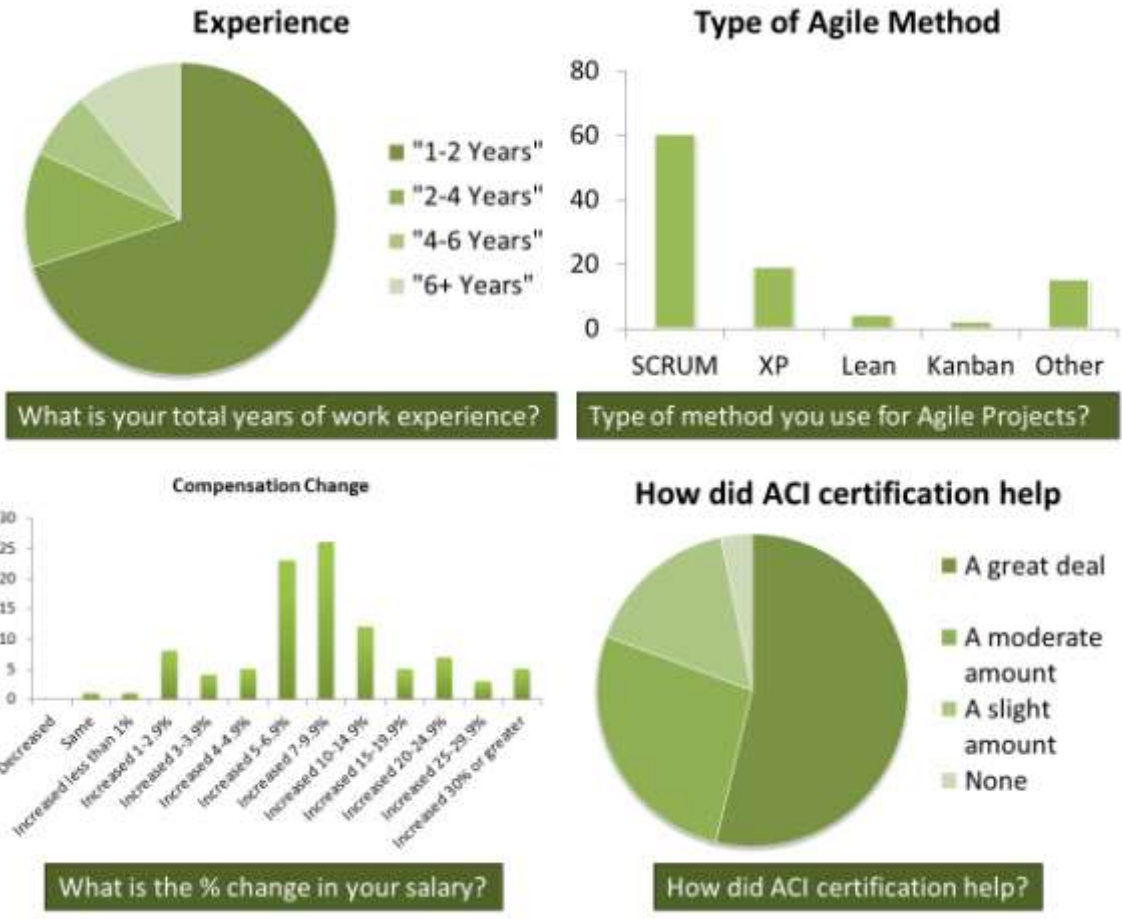 Experience
"1-2 Years"
"2-4 Years"
"4-6 Years"
"6+ Years"
What is your total years of work experience?
Type of Agile Method
80
60
40
20
0
SCRUM XP Lean Kanban Other
Type of method you use for Agile Projects?
Compensation Change
30
25
20
15
10
5
0
Decreased
Same
Increased less than 1%
Increased 1-2.9%
Increased 3-3.9%
Increased 4-4.9%
Increased 5-6.9%
Increased 7-9.9%
Increased 10-14.9%
Increased 15-19.9%
Increased 20-24.9%
Increased 25-29.9%
Increased 30% or greater
What is the % change in your salary?
How did ACI certification help
A great deal
A moderate
amount
A slight
amount
None
How did ACI certification help?